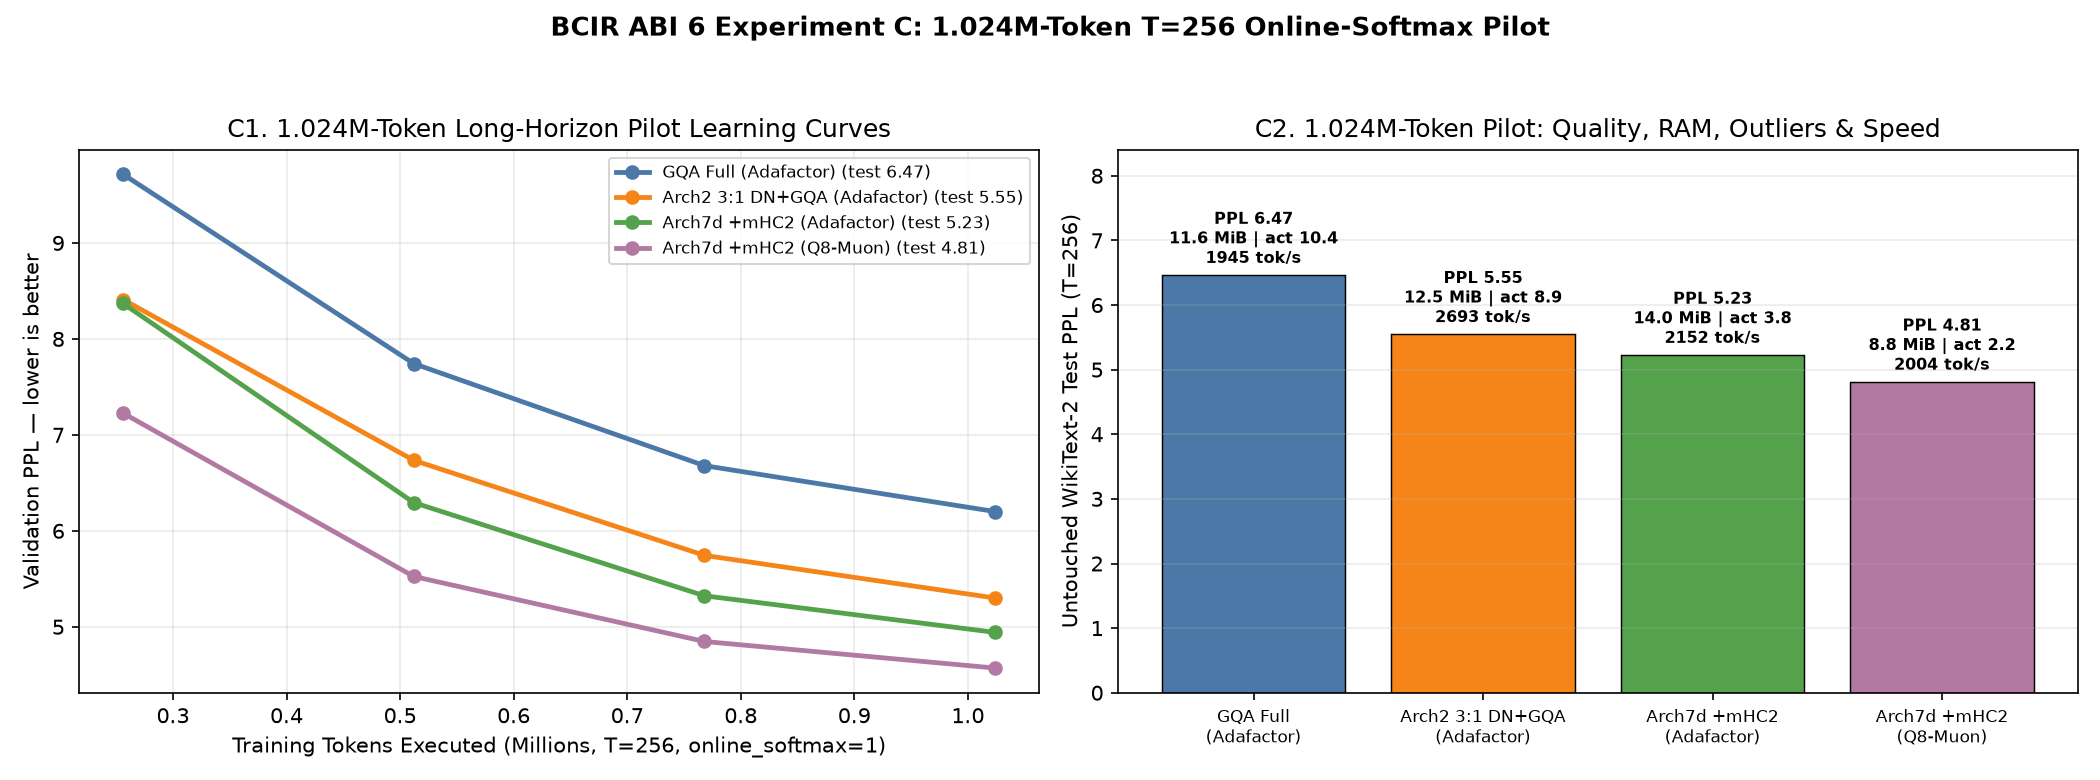 BCIR ABI 6 Experiment C: 1.024M-Token T=256 Online-Softmax Pilot
C1. 1.024M-Token Long-Horizon Pilot Learning Curves
Validation PPL — lower is better
9
8
7
6
5
GQA Full (Adafactor) (test 6.47)
Arch2 3:1 DN+GQA (Adafactor) (test 5.55)
Arch7d +mHC2 (Adafactor) (test 5.23)
Arch7d +mHC2 (Q8-Muon) (test 4.81)
0.3 0.4 0.5 0.6 0.7 0.8 0.9 1.0
Training Tokens Executed (Millions, T=256, online_softmax=1)
C2. 1.024M-Token Pilot: Quality, RAM, Outliers & Speed
Untouched WikiText-2 Test PPL (T=256)
8
7
6
5
4
3
2
1
0
PPL 6.47
11.6 MiB | act 10.4
1945 tok/s
PPL 5.55
12.5 MiB | act 8.9
2693 tok/s
PPL 5.23
14.0 MiB | act 3.8
2152 tok/s
PPL 4.81
8.8 MiB | act 2.2
2004 tok/s
GQA Full
(Adafactor)
Arch2 3:1 DN+GQA
(Adafactor)
Arch7d +mHC2
(Adafactor)
Arch7d +mHC2
(Q8-Muon)